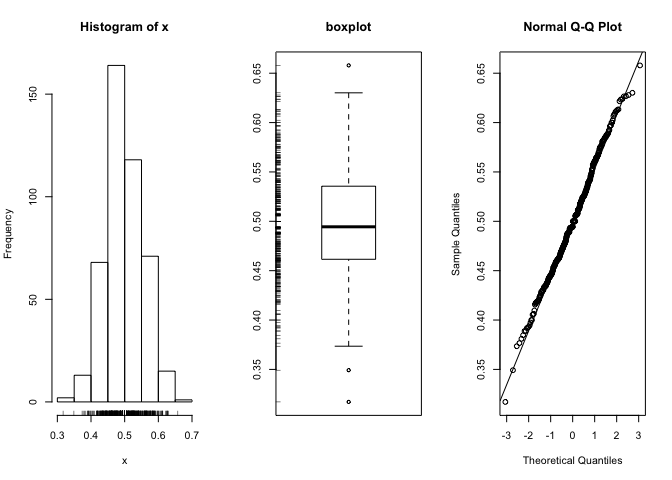 Histogram of x
Frequency
0
50
100
150
0.3 0.4 0.5 0.6 0.7
x
boxplot
0.35
0.40
0.45
0.50
0.55
0.60
0.65
Normal Q-Q Plot
Sample Quantiles
0.35
0.40
0.45
0.50
0.55
0.60
0.65
-3 -2 -1 0 1 2 3
Theoretical Quantiles